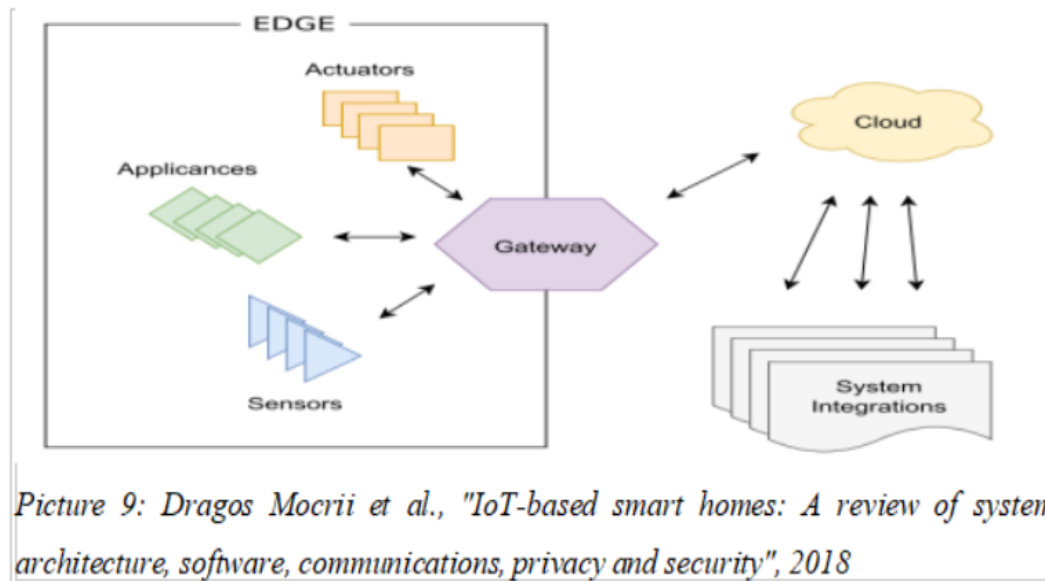 EDGE
Actuators
Applicances
Sensors
Gateway
Cloud
System
Integrations
Picture 9: Dragos Mocrii et al., "IoT-based smart homes: A review of system
architecture, software, communications, privacy and security", 2018